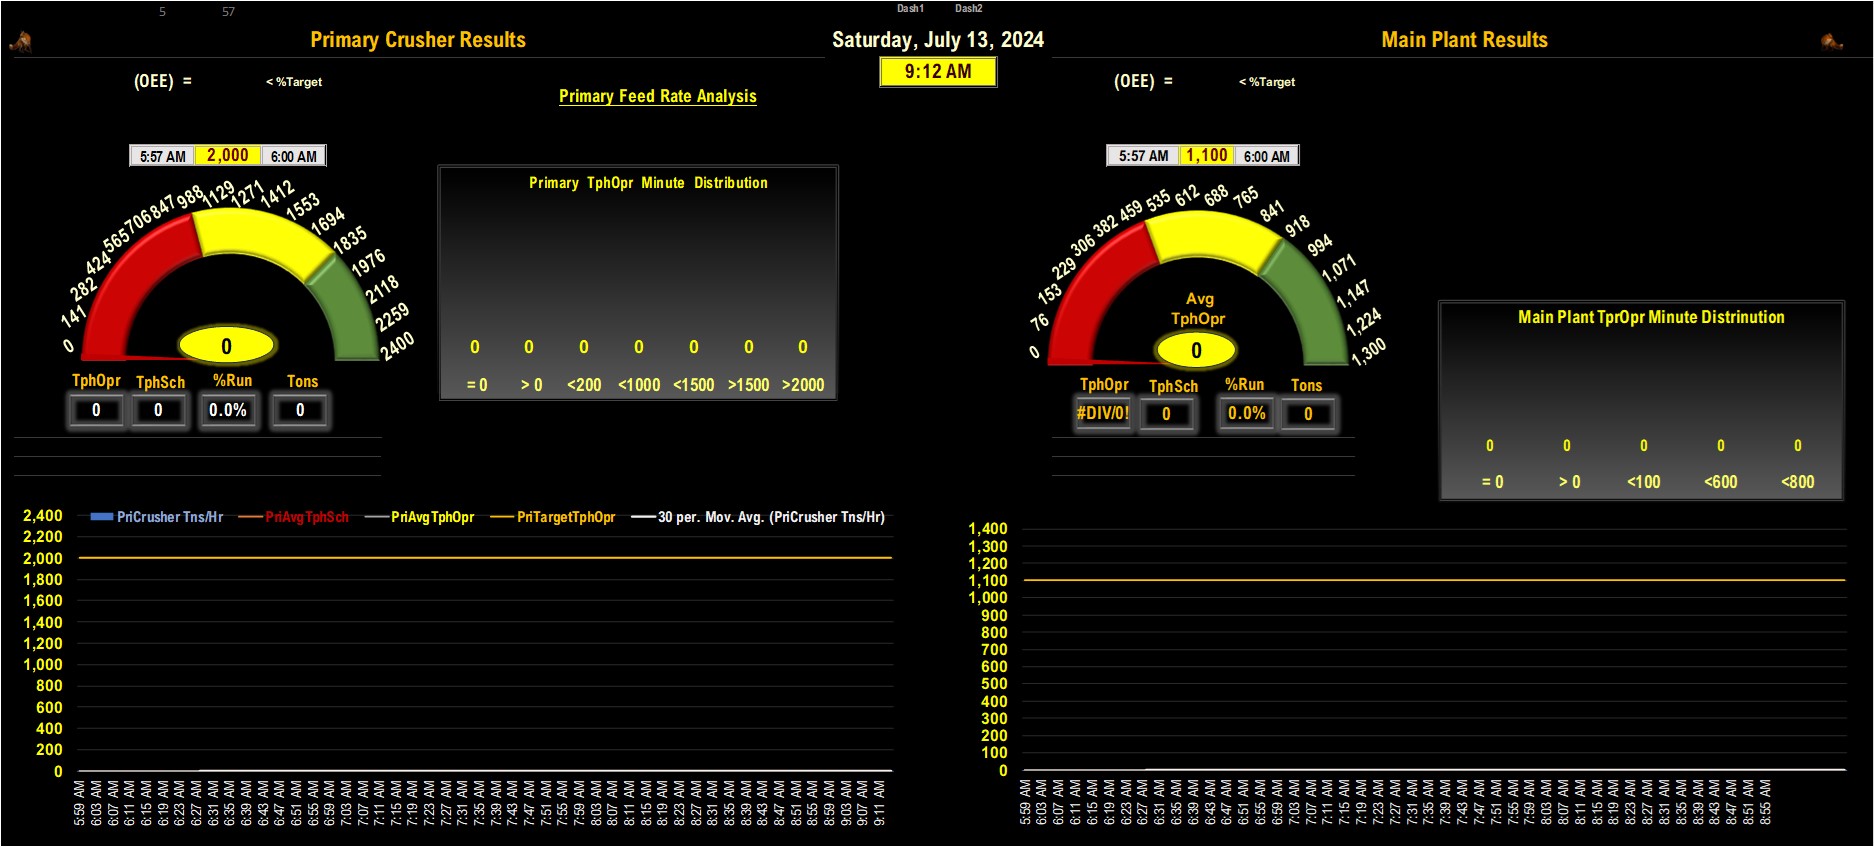 5 57
Dash1 Dash2
Primary Crusher Results
Saturday, July 13, 2024
Main Plant Results
9:12 AM
(OEE) = < %Target
Primary Feed Rate Analysis
(OEE) = < %Target
5:57 AM 2,000 6:00 AM
0 141 282 424 565 706 847 988 1129 1271 1412 1553 1694 1835 1976 2118 2259 2400
0
TphOpr TphSch %Run Tons
0 0 0.0% 0
Primary TphOpr Minute Distribution
0 0 0 0 0 0 0
= 0 > 0 <200 <1000 <1500 >1500 >2000
5:57 AM 1,100 6:00 AM
0 76 153 229 306 382 459 535 612 688 765 841 918 994 1,071 1,147 1,224 1,300
Avg
TphOpr
0
TphOpr TphSch %Run Tons
#DIV/0! 0 0.0% 0
Main Plant TprOpr Minute Distrinution
0 0 0 0 0
= 0 > 0 <100 <600 <800
PriCrusher Tns/Hr PriAvgTphSch PriAvgTphOpr PriTargetTphOpr 30 per. Mov. Avg. (PriCrusher Tns/Hr)
2,400
2,200
2,000
1,800
1,600
1,400
1,200
1,000
800
600
400
200
0
5:59 AM 6:03 AM 6:07 AM 6:11 AM 6:15 AM 6:19 AM 6:23 AM 6:27 AM 6:31 AM 6:35 AM 6:39 AM 6:43 AM 6:47 AM 6:51 AM 6:55 AM 6:59 AM 7:03 AM 7:07 AM 7:11 AM 7:15 AM 7:19 AM 7:23 AM 7:27 AM 7:31 AM 7:35 AM 7:39 AM 7:43 AM 7:47 AM 7:51 AM 7:55 AM 7:59 AM 8:03 AM 8:07 AM 8:11 AM 8:15 AM 8:19 AM 8:23 AM 8:27 AM 8:31 AM 8:35 AM 8:39 AM 8:43 AM 8:47 AM 8:51 AM 8:55 AM 8:59 AM 9:03 AM 9:07 AM 9:11 AM
1,400
1,300
1,200
1,100
1,000
900
800
700
600
500
400
300
200
100
0
5:59 AM 6:03 AM 6:07 AM 6:11 AM 6:15 AM 6:19 AM 6:23 AM 6:27 AM 6:31 AM 6:35 AM 6:39 AM 6:43 AM 6:47 AM 6:51 AM 6:55 AM 6:59 AM 7:03 AM 7:07 AM 7:11 AM 7:15 AM 7:19 AM 7:23 AM 7:27 AM 7:31 AM 7:35 AM 7:39 AM 7:43 AM 7:47 AM 7:51 AM 7:55 AM 7:59 AM 8:03 AM 8:07 AM 8:11 AM 8:15 AM 8:19 AM 8:23 AM 8:27 AM 8:31 AM 8:35 AM 8:39 AM 8:43 AM 8:47 AM 8:51 AM 8:55 AM